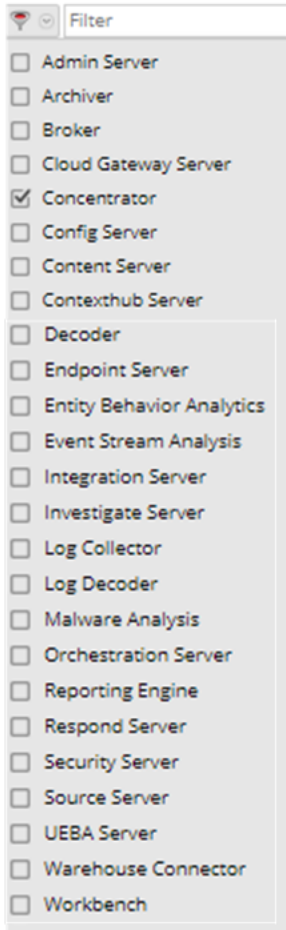 Filter
Admin Server
Archiver
Broker
Cloud Gateway Server
Concentrator
Config Server
Content Server
Contexthub Server
Decoder
Endpoint Server
Entity Behavior Analytics
Event Stream Analysis
Integration Server
Investigate Server
Log Collector
Log Decoder
Malware Analysis
Orchestration Server
Reporting Engine
Respond Server
Security Server
Source Server
UEBA Server
Warehouse Connector
Workbench